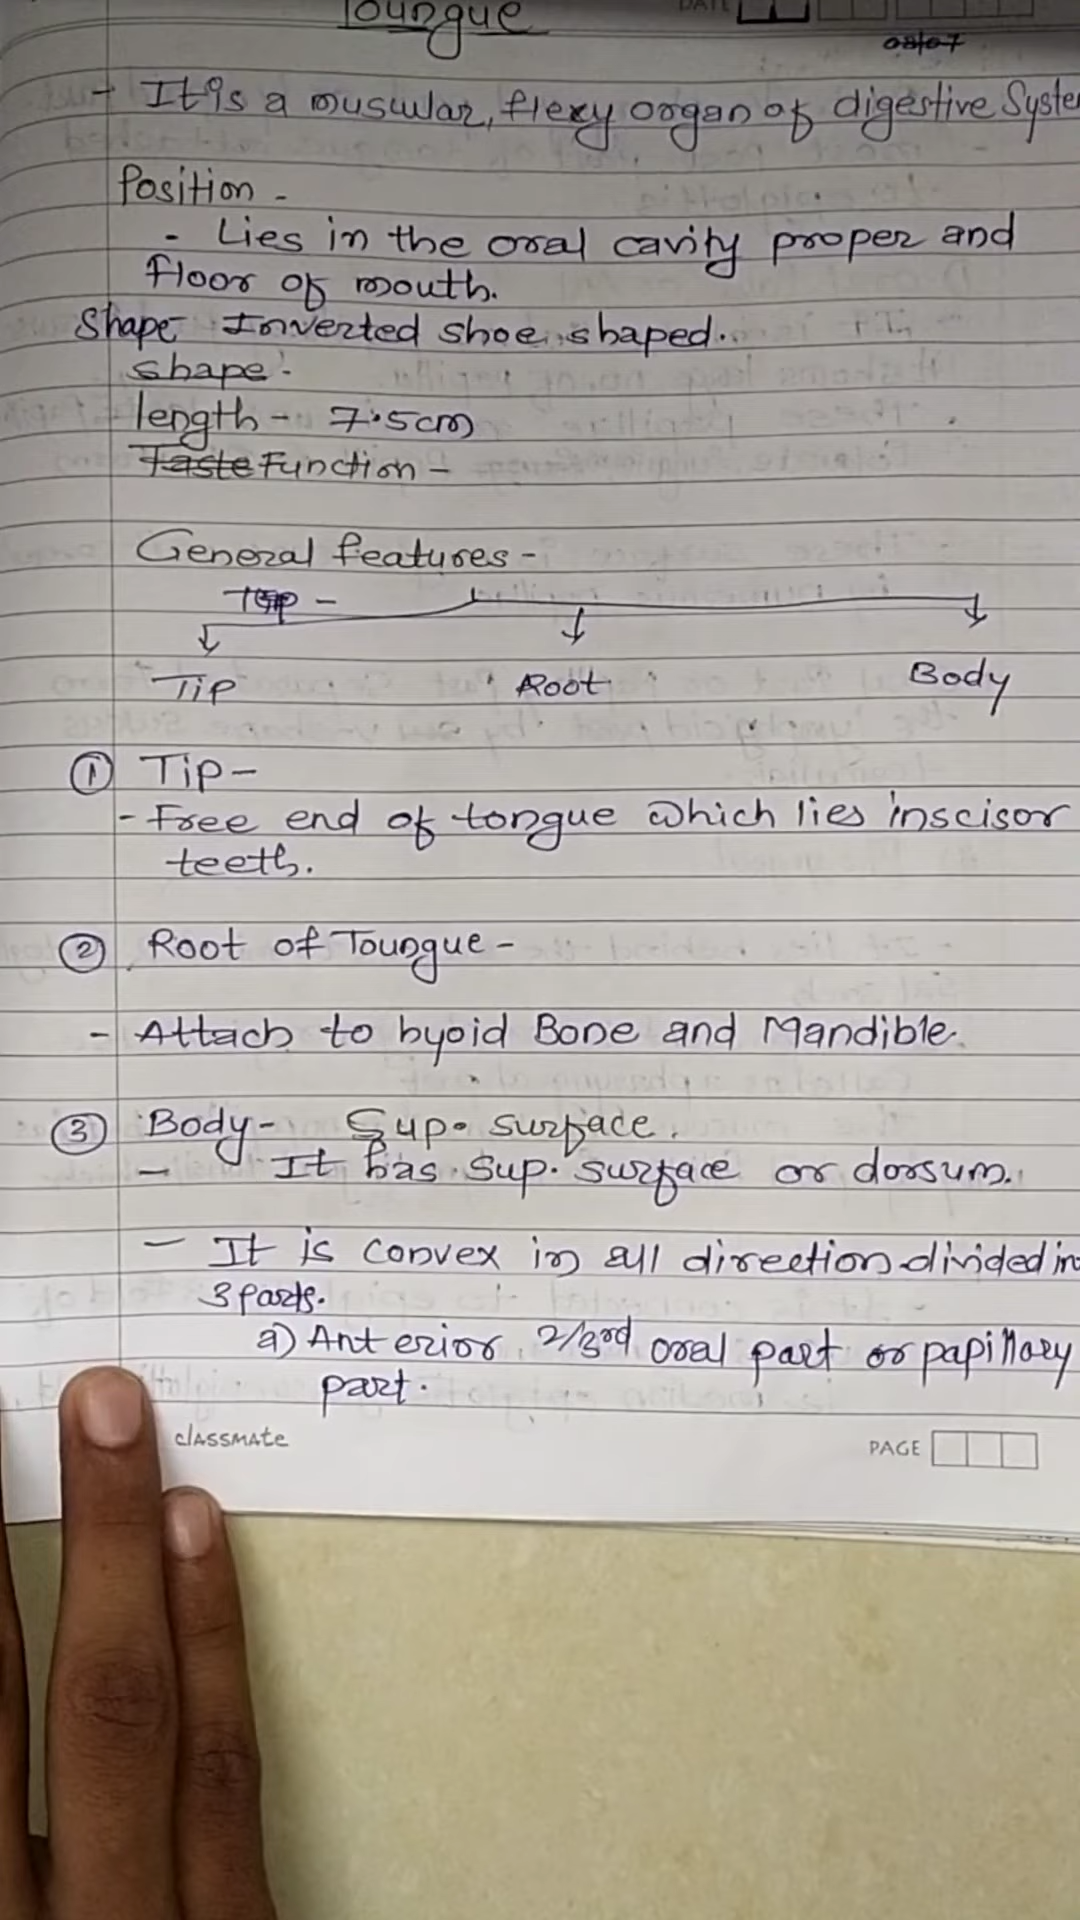 Toungue
DATE
08/07
- It is a muscular, flexy organ of digestive System
Position -
- Lies in the oral cavity proper and
floor of mouth.
Shape - Inverted shoe shaped.
shape -
length - 7.5cm
Taste Function -
General features -
Tip Root Body
① Tip -
- Free end of tongue which lies inscisor
teeth.
② Root of Toungue -
- Attach to hyoid Bone and Mandible.
③ Body - Sup. surface.
- It has sup. surface or dorsum.
- It is convex in all direction divided in
3 parts.
a) Anterior 2/3rd oral part or papillary
part.
classmate
PAGE